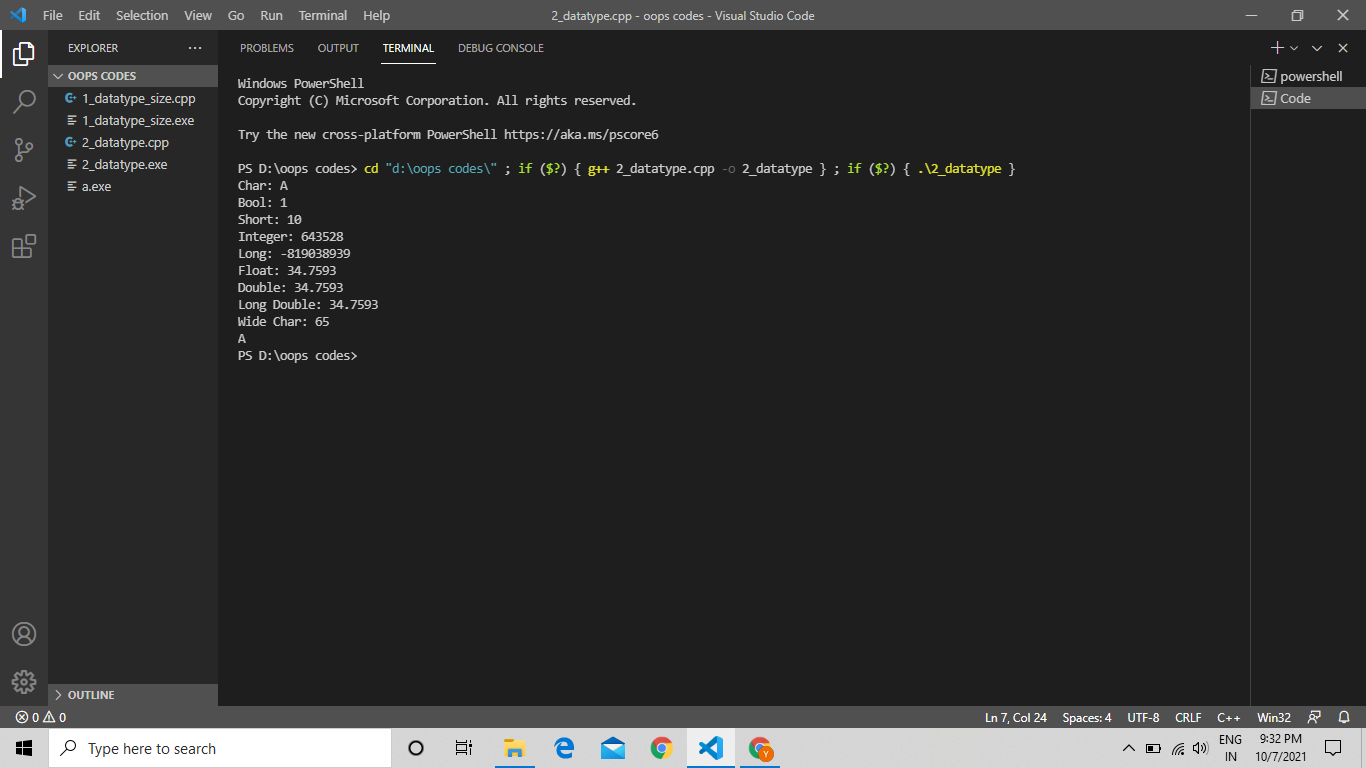 File Edit Selection View Go Run Terminal Help
2_datatype.cpp - oops codes - Visual Studio Code
EXPLORER
OOPS CODES
1_datatype_size.cpp
1_datatype_size.exe
2_datatype.cpp
2_datatype.exe
a.exe
OUTLINE
PROBLEMS OUTPUT TERMINAL DEBUG CONSOLE
Windows PowerShell
Copyright (C) Microsoft Corporation. All rights reserved.
Try the new cross-platform PowerShell https://aka.ms/pscore6
PS D:\oops codes> cd "d:\oops codes\" ; if ($?) { g++ 2_datatype.cpp -o 2_datatype } ; if ($?) { .\2_datatype }
Char: A
Bool: 1
Short: 10
Integer: 643528
Long: -819038939
Float: 34.7593
Double: 34.7593
Long Double: 34.7593
Wide Char: 65
A
PS D:\oops codes>
powershell
Code
0 0
Ln 7, Col 24 Spaces: 4 UTF-8 CRLF C++ Win32
Type here to search
Y
ENG
IN
9:32 PM
10/7/2021